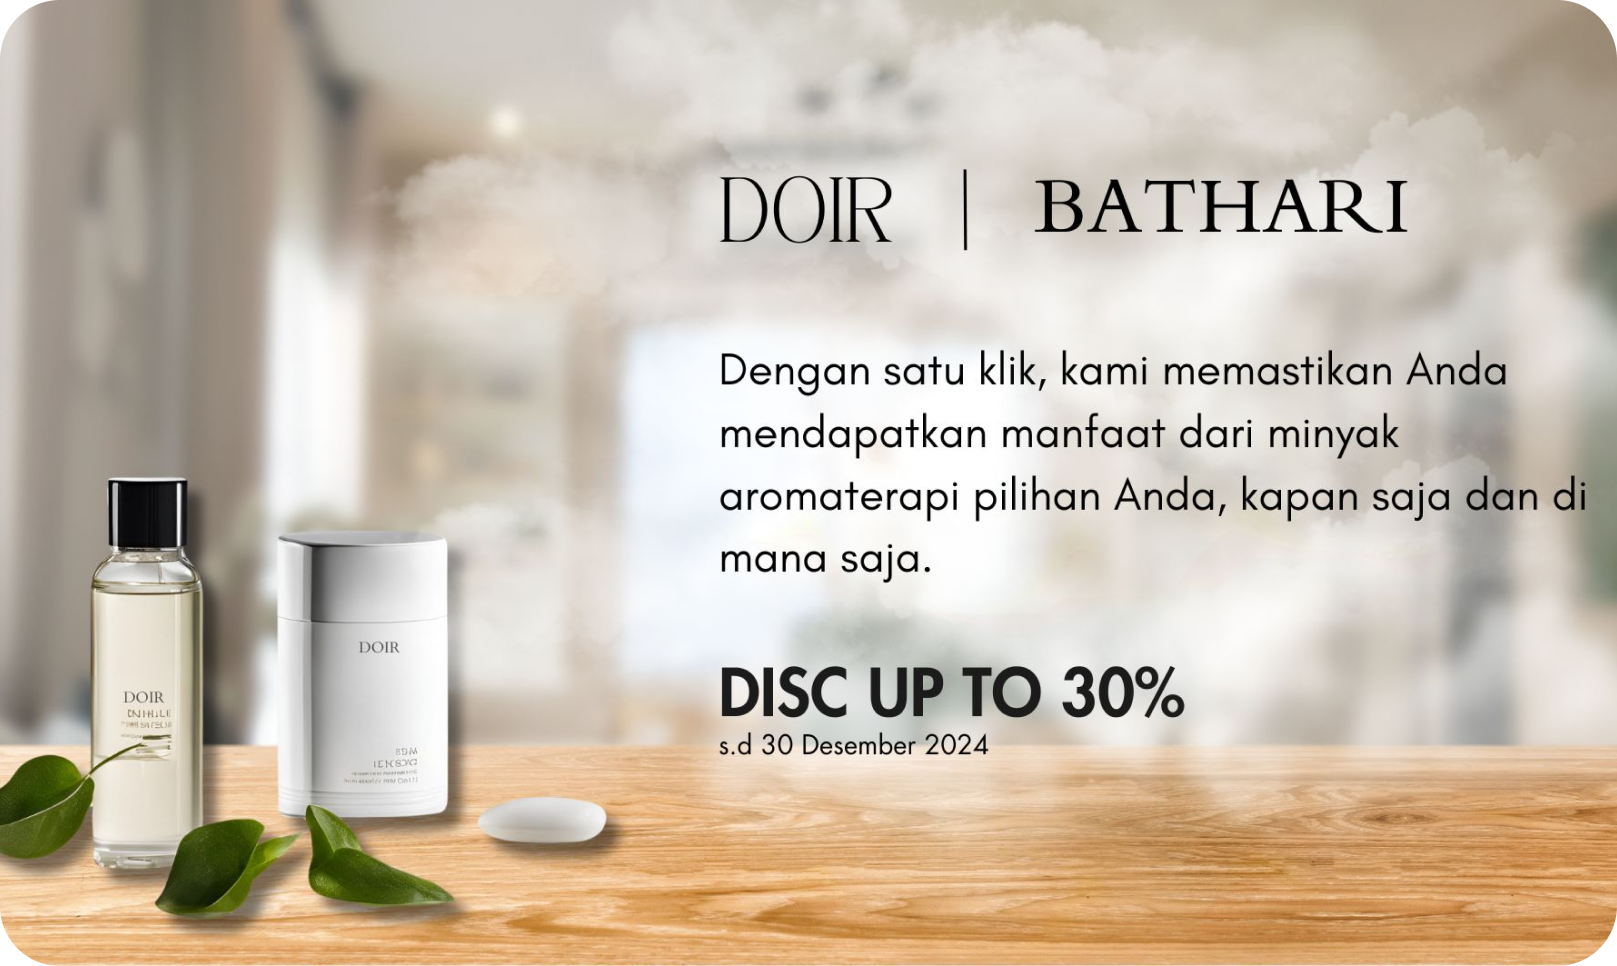 DOIR | BATHARI
Dengan satu klik, kami memastikan Anda
mendapatkan manfaat dari minyak
aromaterapi pilihan Anda, kapan saja dan di
mana saja.
DISC UP TO 30%
s.d 30 Desember 2024
DOIR
DOIR